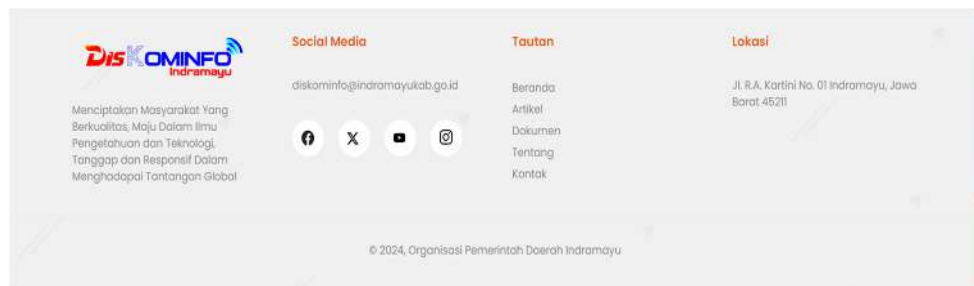 DisKOMINFO
Indramayu
Menciptakan Masyarakat Yang
Berkualitas, Maju Dalam Ilmu
Pengetahuan dan Teknologi,
Tanggap dan Responsif Dalam
Menghadapai Tantangan Global
Social Media
diskominfo@indramayukab.go.id
Tautan
Beranda
Artikel
Dokumen
Tentang
Kontak
Lokasi
Jl. R.A. Kartini No. 01 Indramayu, Jawa
Barat 45211
© 2024, Organisasi Pemerintah Daerah Indramayu